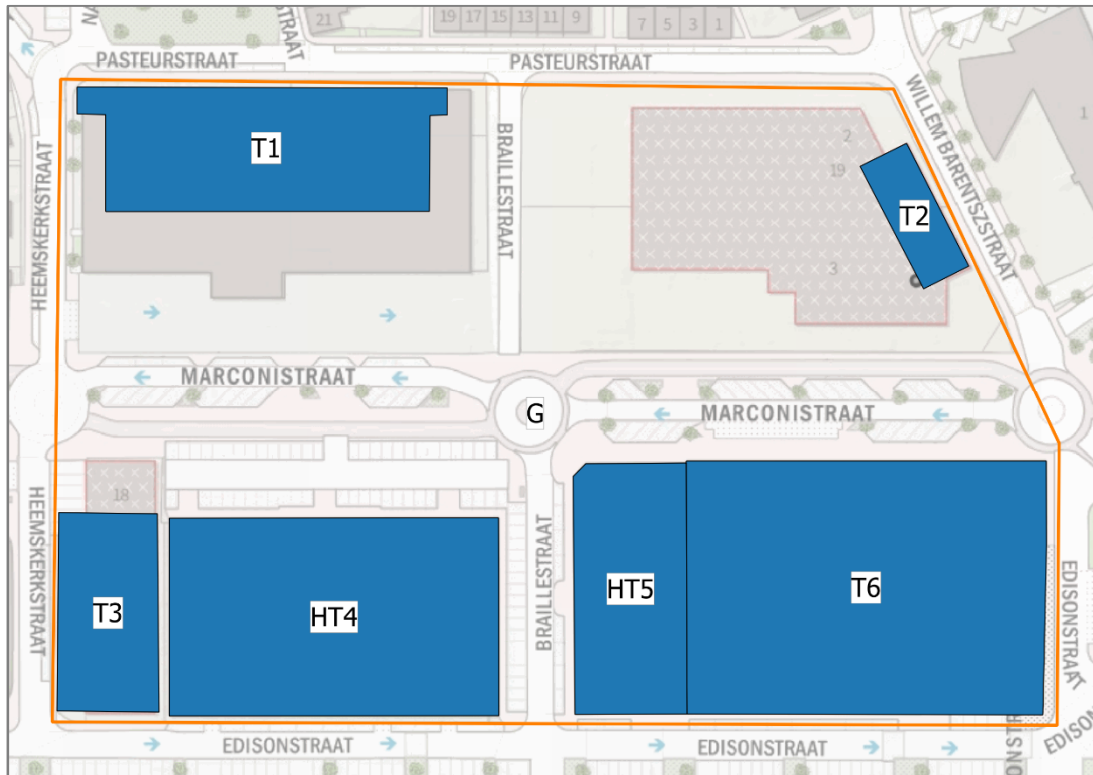 21
19 17 15 13 11 9
7 5 3 1
PASTEURSTRAAT
PASTEURSTRAAT
STRAAT
WILLEM BARENTSZSTRAAT
1
HEEMSKERKSTRAAT
T1
BRAILLESTRAAT
2
19
T2
3
MARCONISTRAAT
G
MARCONISTRAAT
18
HEEMSKERKSTRAAT
T3
HT4
BRAILLESTRAAT
HT5
T6
EDISONSTRAAT
EDISONSTRAAT
EDISONSTRAAT